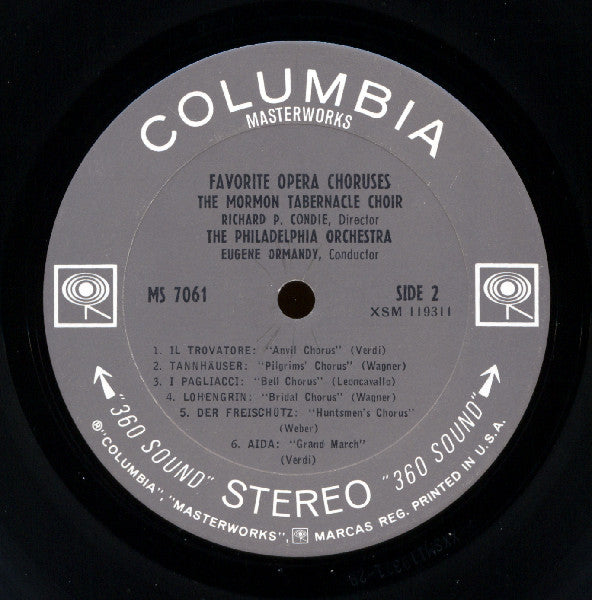 COLUMBIA
MASTERWORKS
FAVORITE OPERA CHORUSES
THE MORMON TABERNACLE CHOIR
RICHARD P. CONDIE, Director
THE PHILADELPHIA ORCHESTRA
EUGENE ORMANDY, Conductor
MS 7061
SIDE 2
XSM 119311
1. IL TROVATORE: "Anvil Chorus" (Verdi)
2. TANNHÄUSER: "Pilgrims' Chorus" (Wagner)
3. I PAGLIACCI: "Bell Chorus" (Leoncavallo)
4. LOHENGRIN: "Bridal Chorus" (Wagner)
5. DER FREISCHÜTZ: "Huntsmen's Chorus"
(Weber)
6. AIDA: "Grand March"
(Verdi)
"360 SOUND" STEREO "360 SOUND"
®"COLUMBIA", "MASTERWORKS", MARCAS REG. PRINTED IN U.S.A.